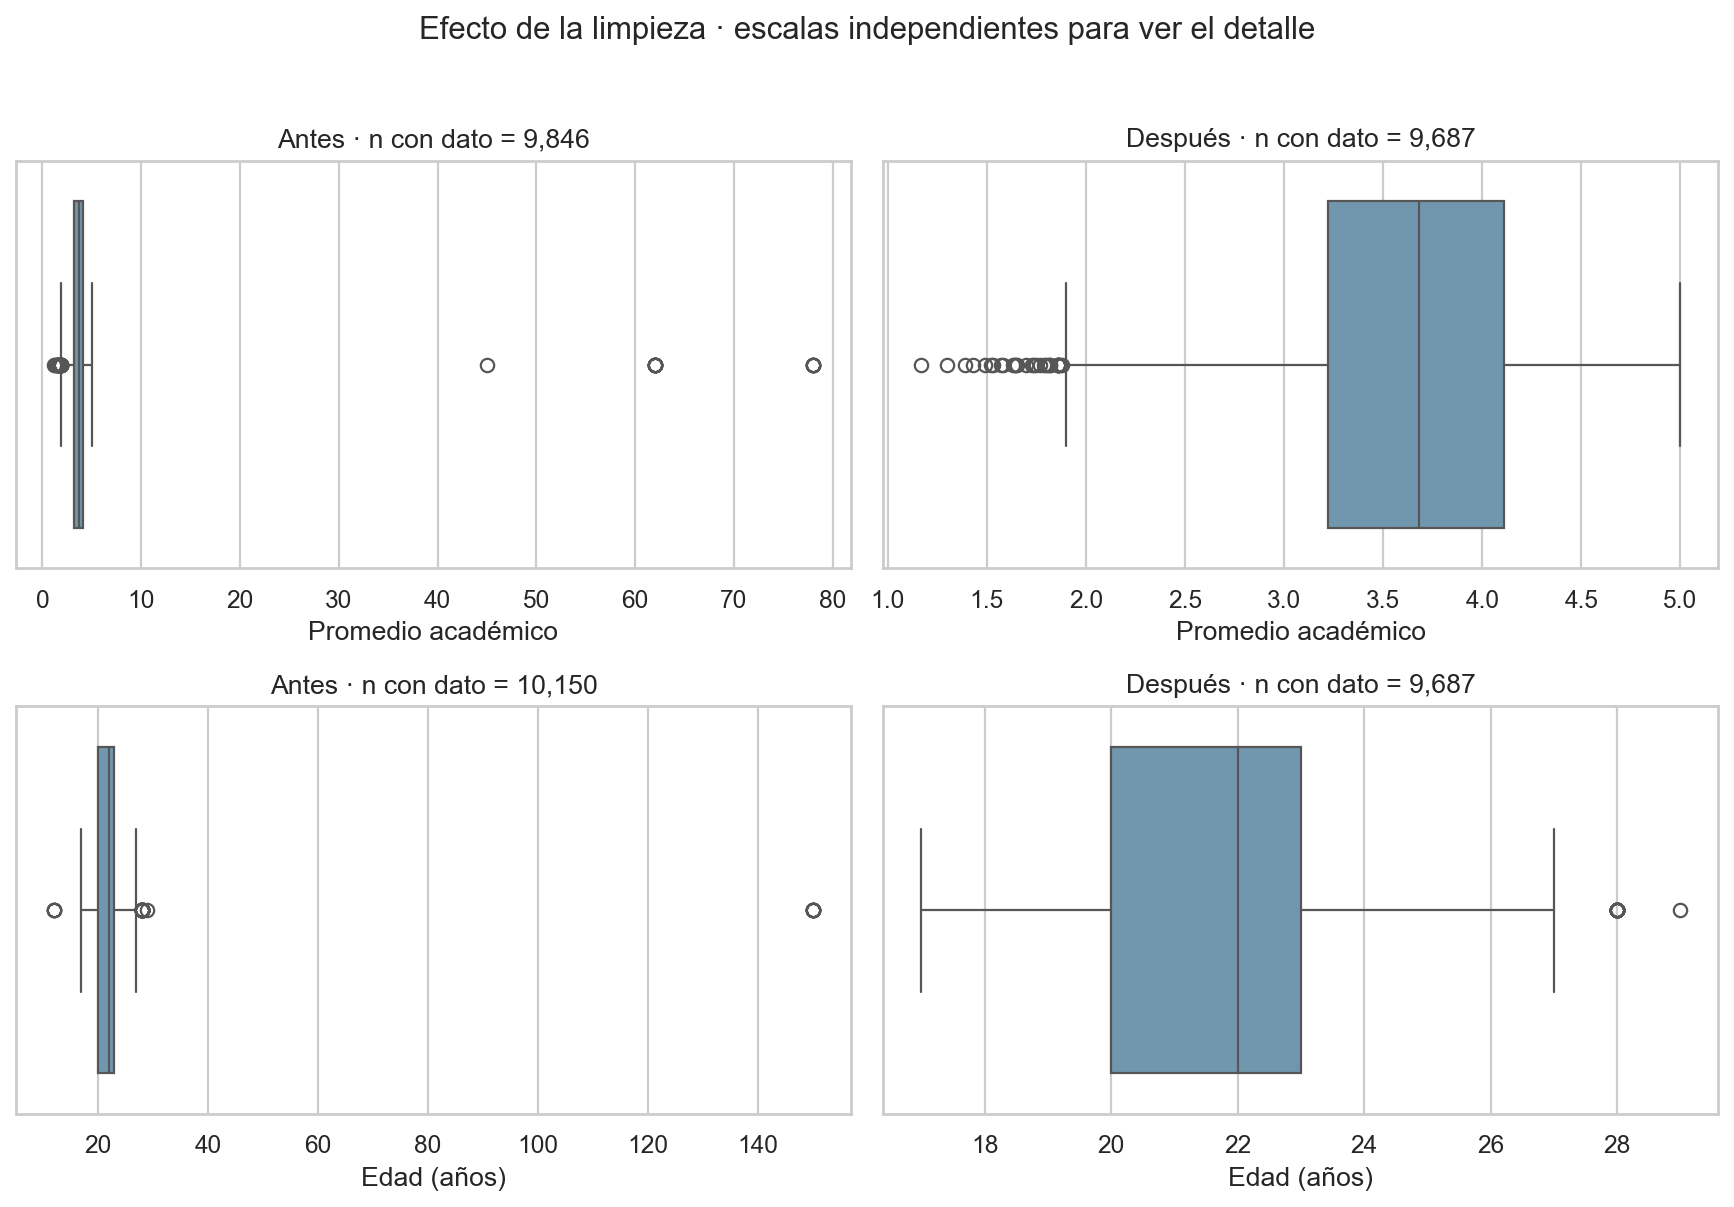 Efecto de la limpieza · escalas independientes para ver el detalle
Antes · n con dato = 9,846
0 10 20 30 40 50 60 70 80
Promedio académico
Después · n con dato = 9,687
1.0 1.5 2.0 2.5 3.0 3.5 4.0 4.5 5.0
Promedio académico
Antes · n con dato = 10,150
20 40 60 80 100 120 140
Edad (años)
Después · n con dato = 9,687
18 20 22 24 26 28
Edad (años)